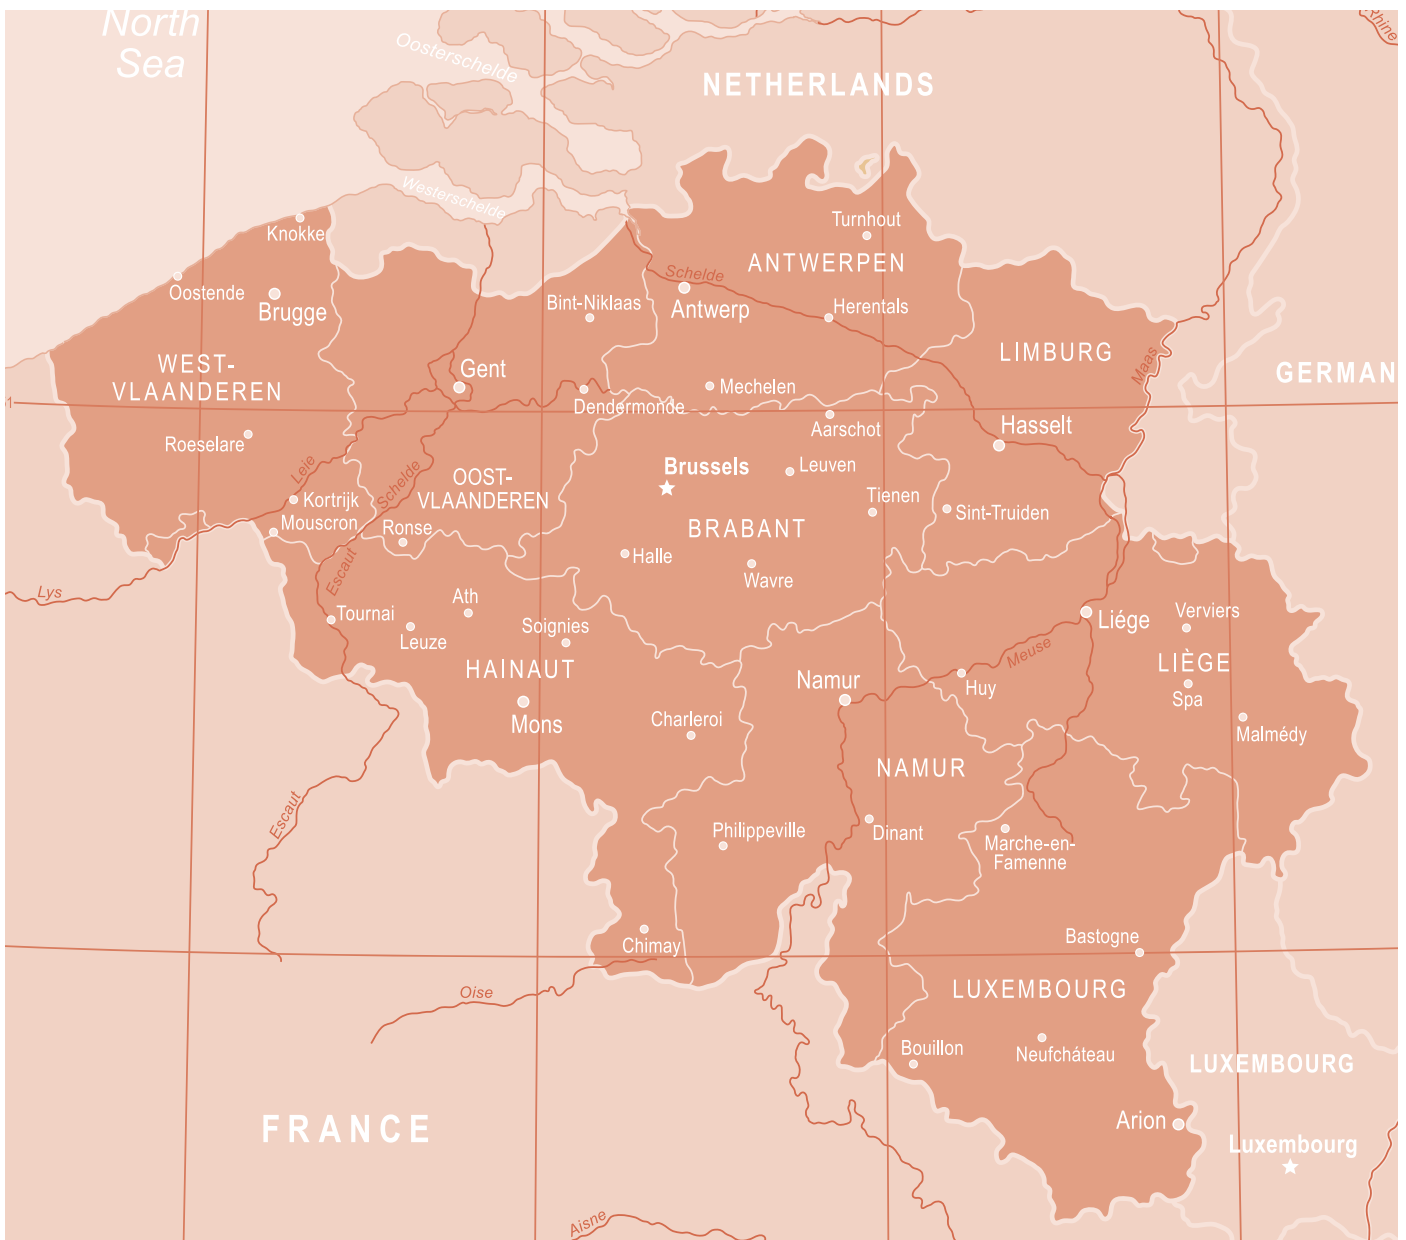 North
Sea
Oosterschelde
Rhine
NETHERLANDS
Westerschelde
Knokke
Turnhout
ANTWERPEN
Schelde
Oostende
Brugge
Bint-Niklaas
Antwerp
Herentals
WEST-
VLAANDEREN
LIMBURG
Maas
Gent
GERMAN
Mechelen
Dendermonde
51
Aarschot
Hasselt
Roeselare
Brussels
Leuven
Leie
Schelde
OOST-
VLAANDEREN
Kortrijk
Tienen
Sint-Truiden
Mouscron
Ronse
BRABANT
Halle
Escaut
Wavre
Lys
Ath
Tournai
Leuze
Soignies
Liége
Verviers
HAINAUT
Meuse
LIÈGE
Namur
Huy
Spa
Mons
Charleroi
Malmédy
NAMUR
Escaut
Philippeville
Dinant
Marche-en-
Famenne
Chimay
Bastogne
Oise
LUXEMBOURG
Bouillon
Neufcháteau
LUXEMBOURG
FRANCE
Arion
Luxembourg
Aisne